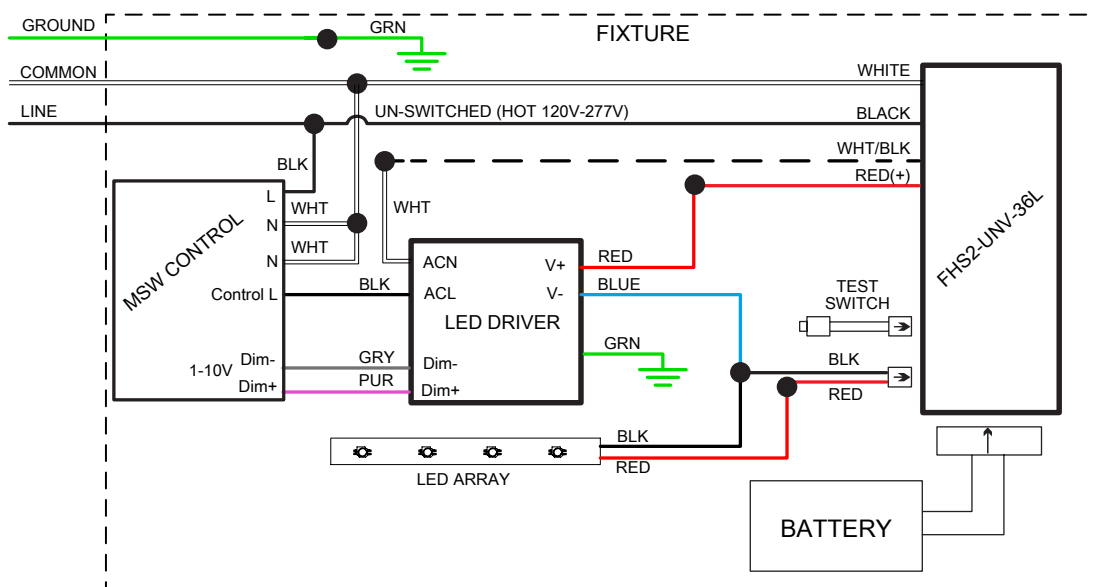 GROUND
GRN
FIXTURE
COMMON
WHITE
LINE
UN-SWITCHED (HOT 120V-277V)
BLACK
WHT/BLK
BLK
RED(+)
L
WHT
WHT
N
WHT
N
MSW CONTROL
Control L
BLK
ACN
ACL
V+
V-
RED
BLUE
LED DRIVER
FHS2-UNV-36L
TEST
SWITCH
GRN
1-10V
Dim-
Dim+
GRY
PUR
Dim-
Dim+
BLK
RED
BLK
RED
LED ARRAY
BATTERY